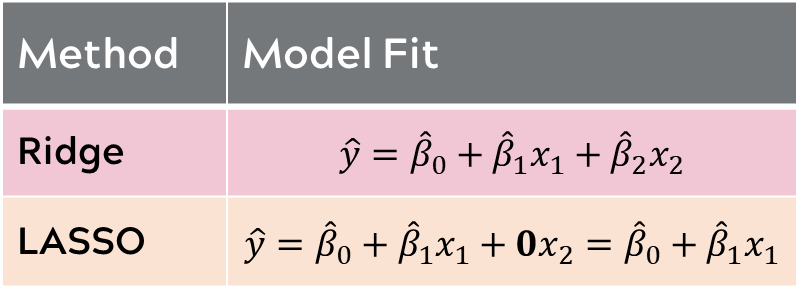 Method Model Fit
Ridge ŷ = β̂₀ + β̂₁x₁ + β̂₂x₂
LASSO ŷ = β̂₀ + β̂₁x₁ + 0x₂ = β̂₀ + β̂₁x₁